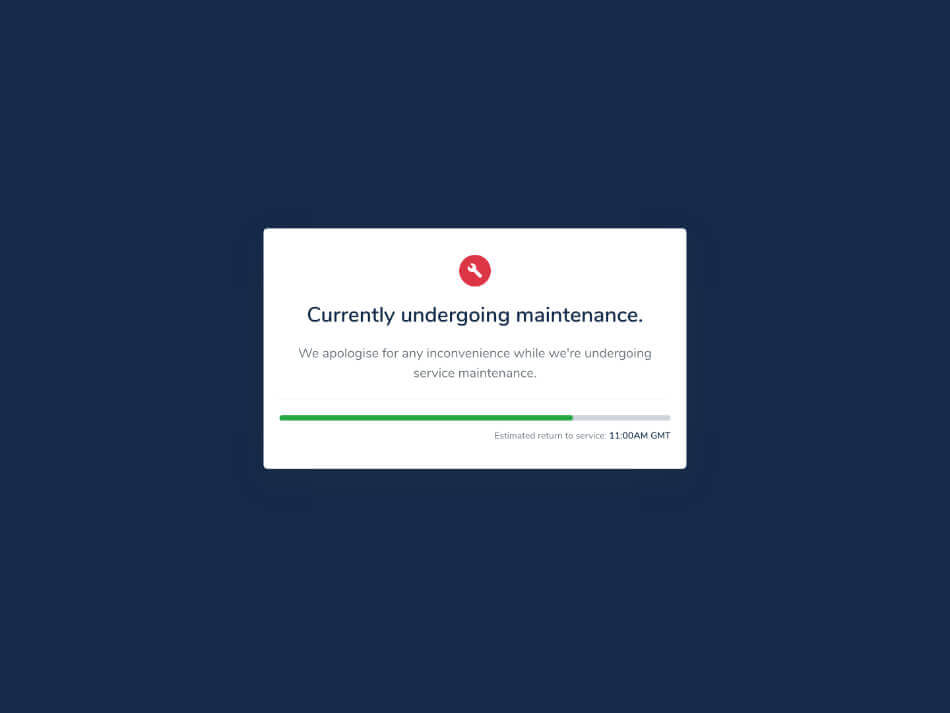 Currently undergoing maintenance.
We apologise for any inconvenience while we're undergoing
service maintenance.
Estimated return to service: 11:00AM GMT